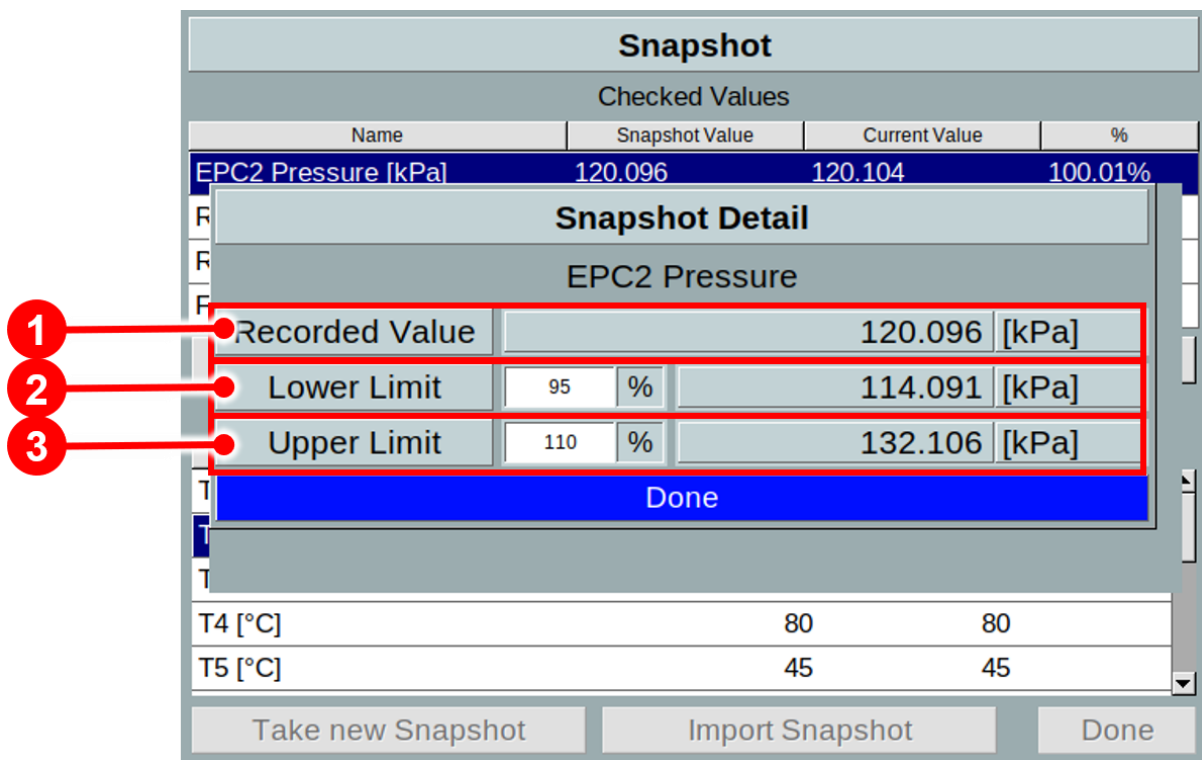 Snapshot
Checked Values
Name Snapshot Value Current Value %
EPC2 Pressure [kPa] 120.096 120.104 100.01%
Snapshot Detail
EPC2 Pressure
1 Recorded Value 120.096 [kPa]
2 Lower Limit 95 % 114.091 [kPa]
3 Upper Limit 110 % 132.106 [kPa]
Done
T4 [°C] 80 80
T5 [°C] 45 45
Take new Snapshot Import Snapshot Done